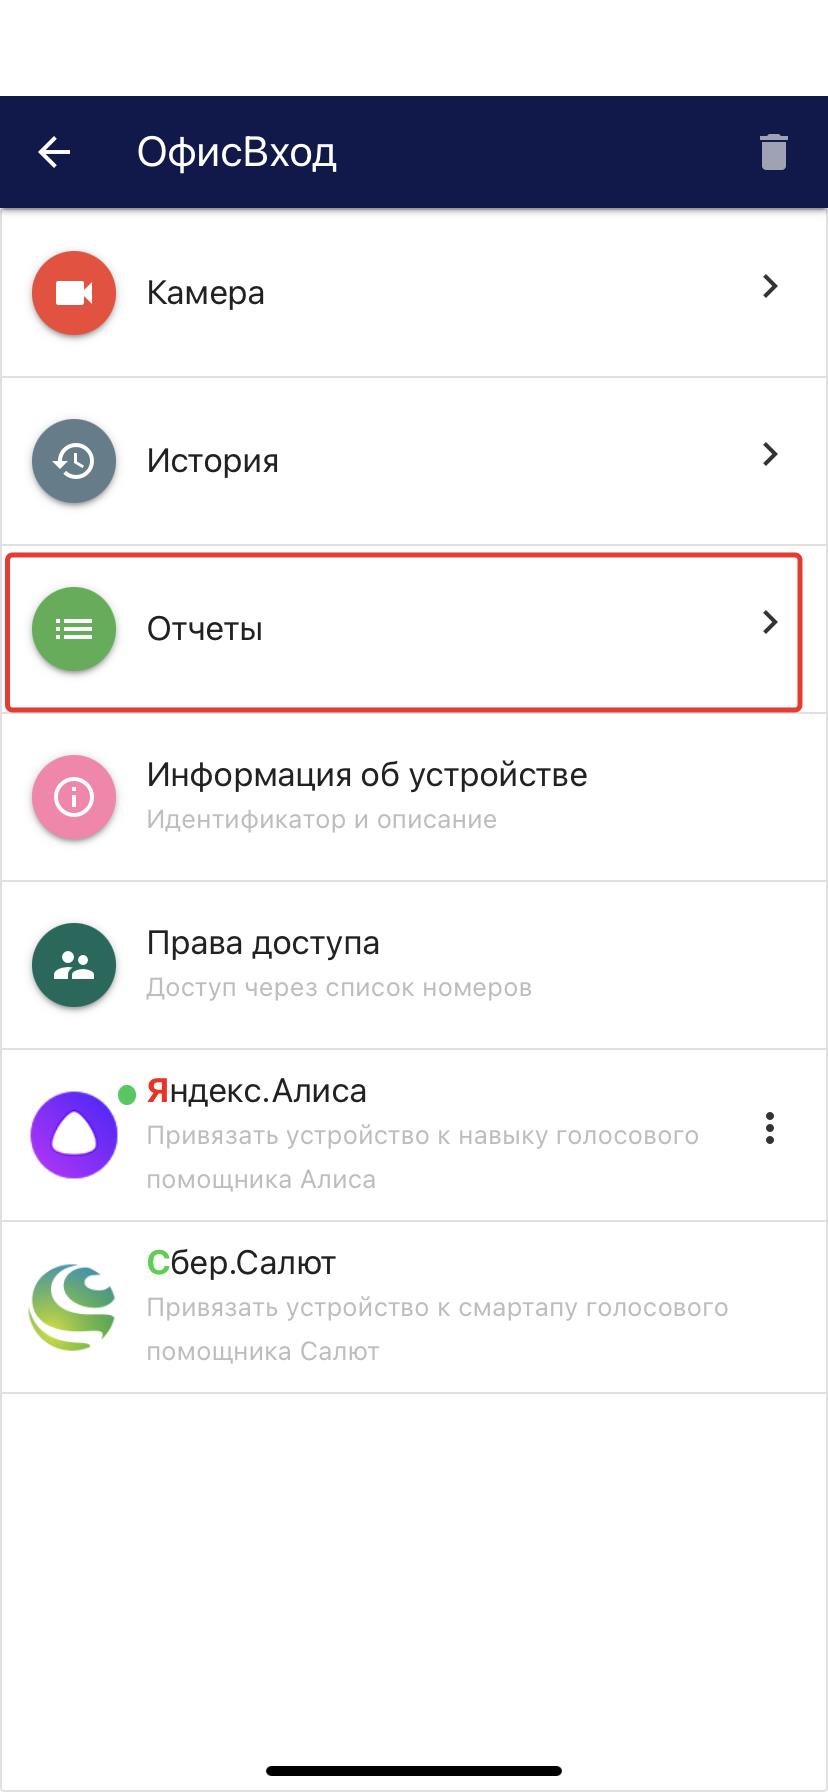 ОфисВход
Камера
История
Отчеты
Информация об устройстве
Идентификатор и описание
Права доступа
Доступ через список номеров
Яндекс.Алиса
Привязать устройство к навыку голосового
помощника Алиса
Сбер.Салют
Привязать устройство к смартапу голосового
помощника Салют